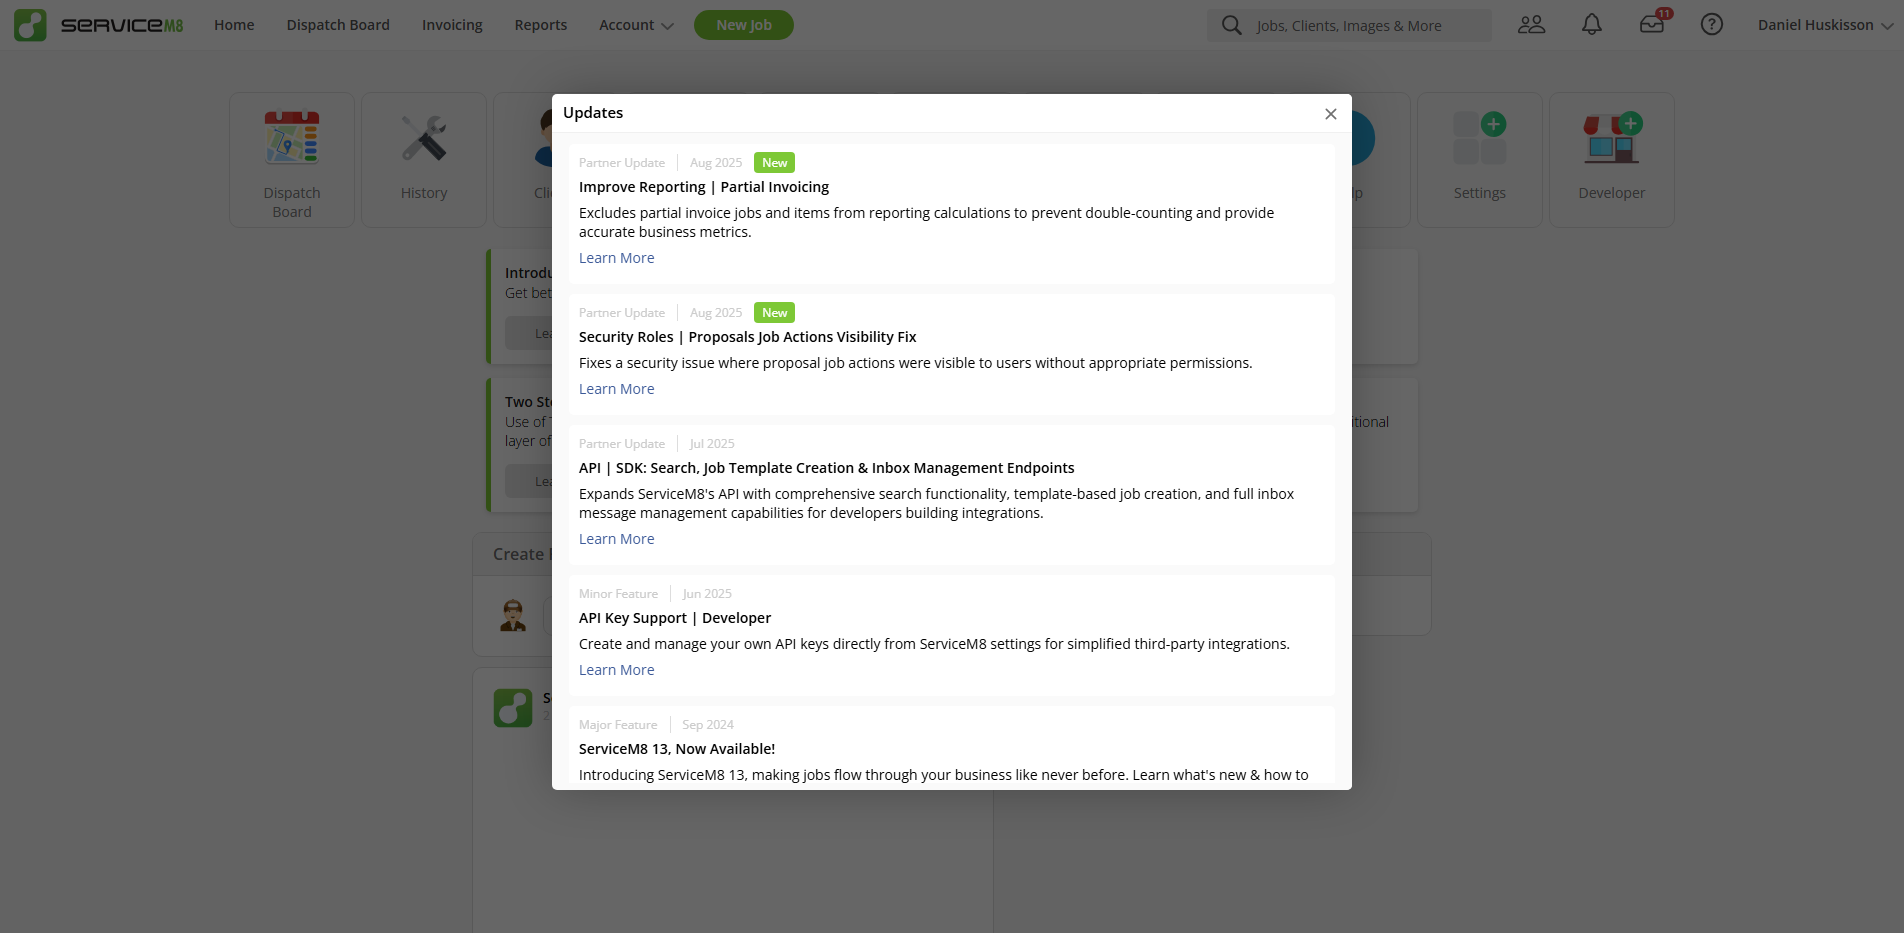 SERVICEM8
Home
Dispatch Board
Invoicing
Reports
Account
New Job
Jobs, Clients, Images & More
11
Daniel Huskisson
Dispatch
Board
History
Cli
lp
Settings
Developer
Introdu
Get bet
Lea
Two Ste
Use of T
itional
layer of
Lea
Create
Updates
Partner Update
Aug 2025
New
Improve Reporting | Partial Invoicing
Excludes partial invoice jobs and items from reporting calculations to prevent double-counting and provide
accurate business metrics.
Learn More
Partner Update
Aug 2025
New
Security Roles | Proposals Job Actions Visibility Fix
Fixes a security issue where proposal job actions were visible to users without appropriate permissions.
Learn More
Partner Update
Jul 2025
API | SDK: Search, Job Template Creation & Inbox Management Endpoints
Expands ServiceM8's API with comprehensive search functionality, template-based job creation, and full inbox
message management capabilities for developers building integrations.
Learn More
Minor Feature
Jun 2025
API Key Support | Developer
Create and manage your own API keys directly from ServiceM8 settings for simplified third-party integrations.
Learn More
Major Feature
Sep 2024
ServiceM8 13, Now Available!
Introducing ServiceM8 13, making jobs flow through your business like never before. Learn what's new & how to